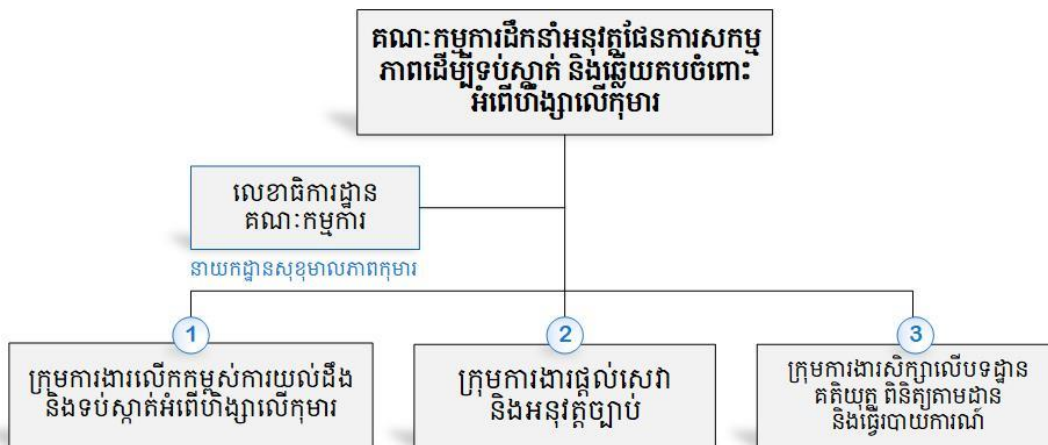 គណៈកម្មការដឹកនាំអនុវត្តផែនការសកម្ម
ភាពដើម្បីទប់ស្កាត់ និងឆ្លើយតបចំពោះ
អំពើហិង្សាលើកុមារ
លេខាធិការដ្ឋាន
គណៈកម្មការ
នាយកដ្ឋានសុខុមាលភាពកុមារ
1
ក្រុមការងារលើកកម្ពស់ការយល់ដឹង
និងទប់ស្កាត់អំពើហិង្សាលើកុមារ
2
ក្រុមការងារផ្តល់សេវា
និងអនុវត្តច្បាប់
3
ក្រុមការងារសិក្សាលើបទដ្ឋាន
គតិយុត្ត ពិនិត្យតាមដាន
និងធ្វើរបាយការណ៍